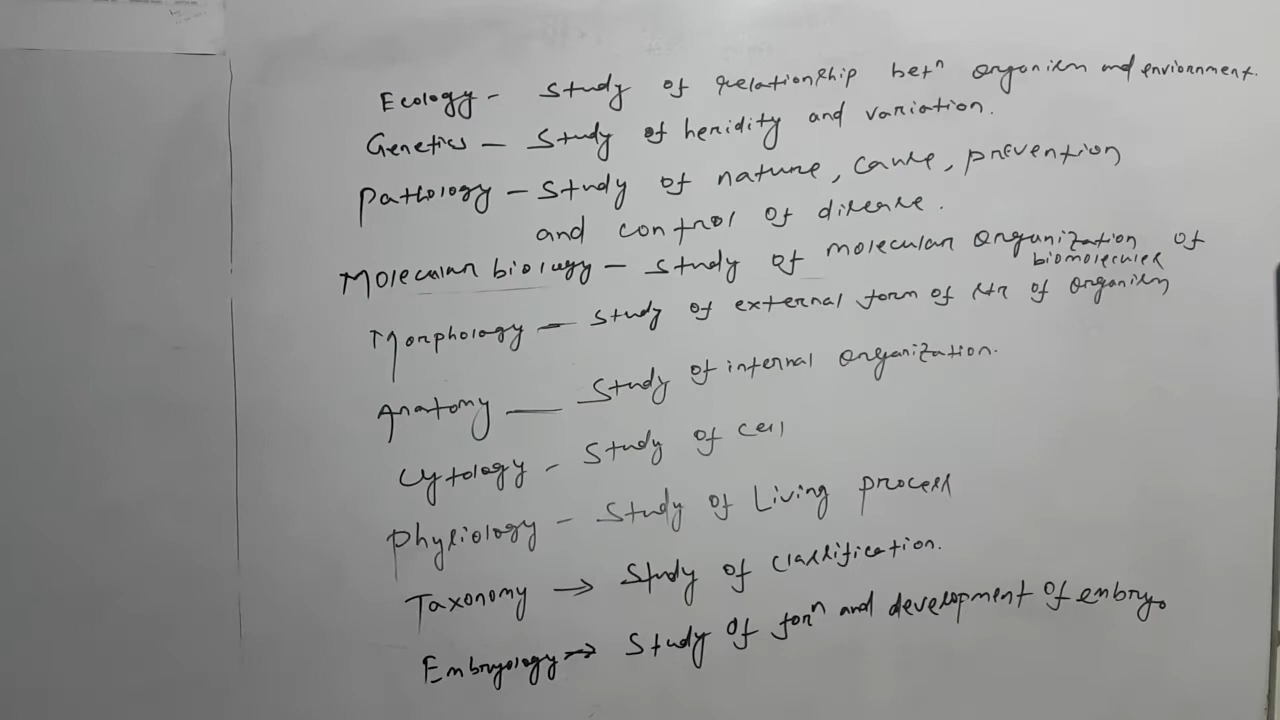 Ecology - Study of relationship betⁿ organism and enviornment.
Genetics - Study of heridity and variation.
Pathology - Study of nature, cause, prevention
and control of disease.
Molecular biology - Study of molecular organization of
biomolecules
Morphology - Study of external form of str of organism
Anatomy - Study of internal organization.
Cytology - Study of cell
Physiology - Study of Living process
Taxonomy → Study of classification.
Embryology → Study of forⁿ and development of embryo